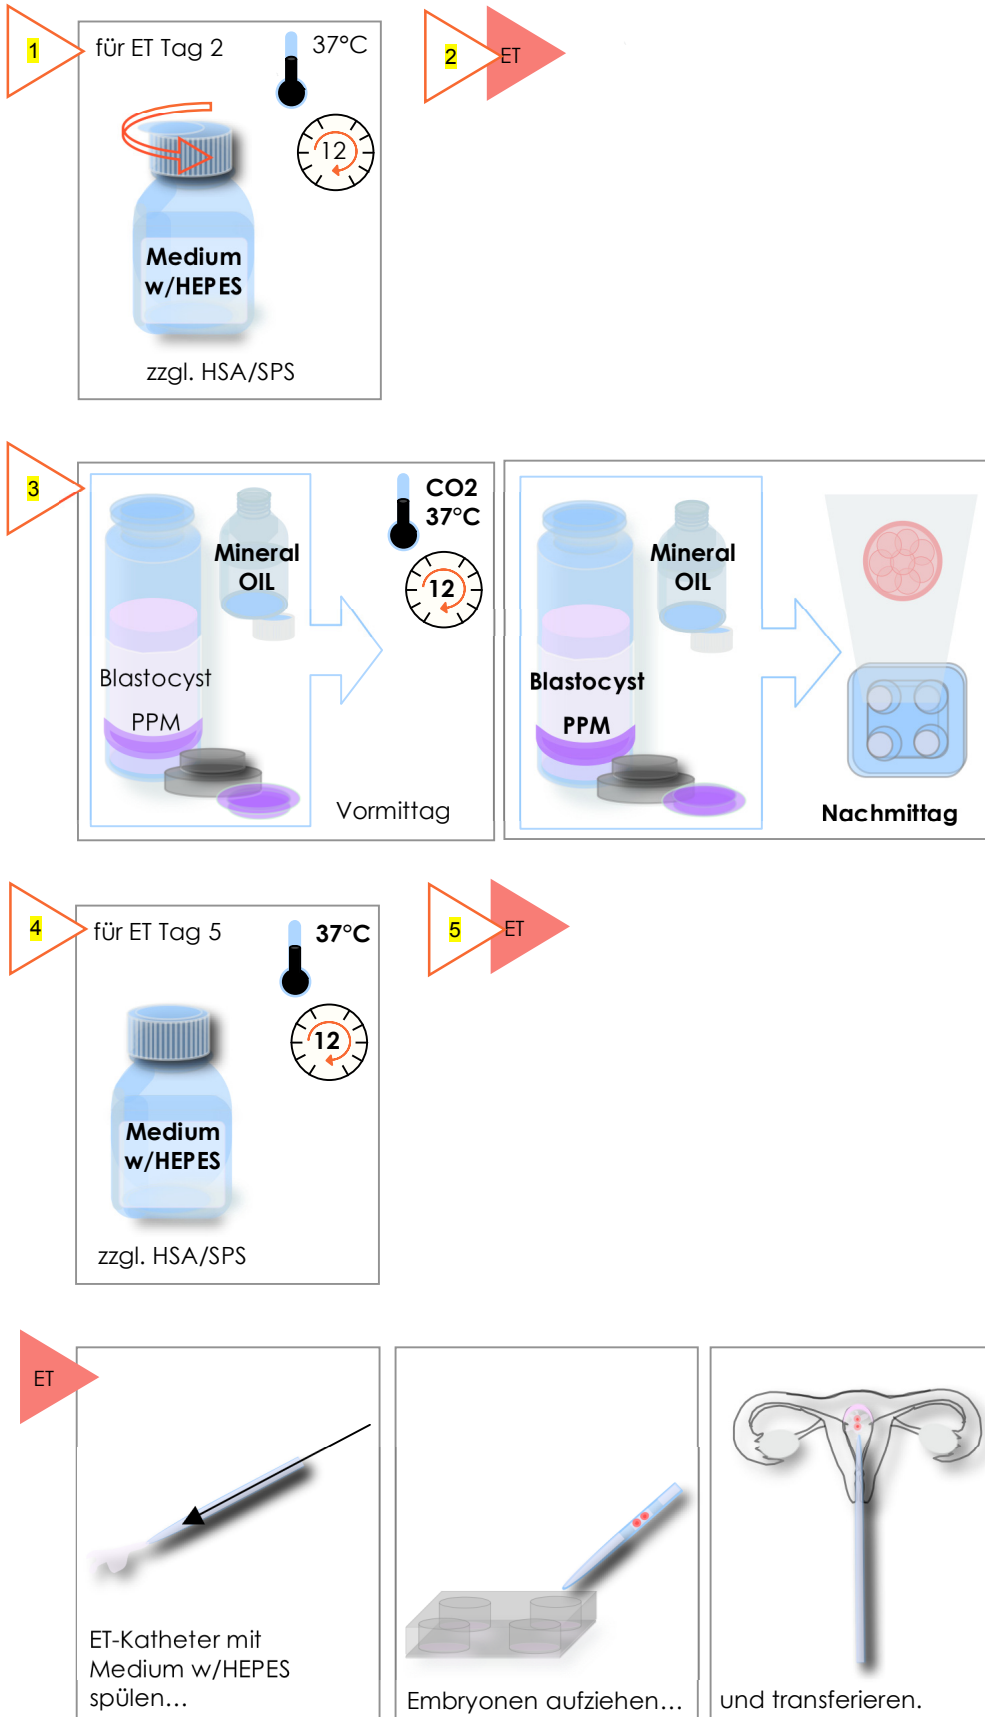 1
für ET Tag 2
37°C
12
Medium
w/HEPES
zzgl. HSA/SPS
2
ET
3
Mineral
OIL
Blastocyst
PPM
CO2
37°C
12
Vormittag
Mineral
OIL
Blastocyst
PPM
Nachmittag
4
für ET Tag 5
37°C
12
Medium
w/HEPES
zzgl. HSA/SPS
5
ET
ET
ET-Katheter mit
Medium w/HEPES
spülen...
Embryonen aufziehen...
und transferieren.